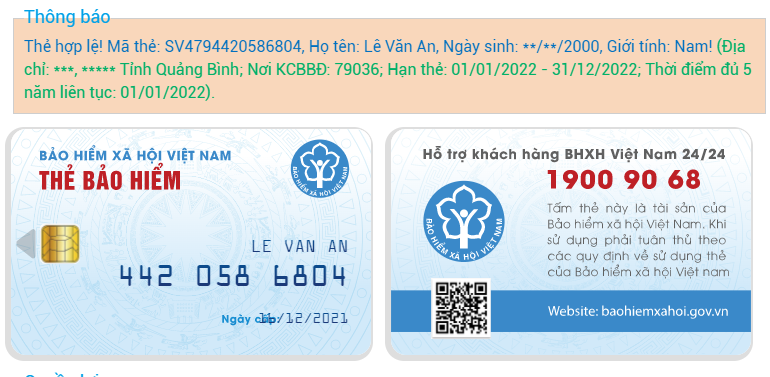 Thông báo
Thẻ hợp lệ! Mã thẻ: SV4794420586804, Họ tên: Lê Văn An, Ngày sinh: **/**/2000, Giới tính: Nam! (Địa
chỉ: ***, ***** Tỉnh Quảng Bình; Nơi KCBBĐ: 79036; Hạn thẻ: 01/01/2022 - 31/12/2022; Thời điểm đủ 5
năm liên tục: 01/01/2022).
BẢO HIỂM XÃ HỘI VIỆT NAM
THẺ BẢO HIỂM
BẢO HIỂM XÃ HỘI VIỆT NAM
LE VAN AN
442 058 6804
Ngày cấp: 11/12/2021
Hỗ trợ khách hàng BHXH Việt Nam 24/24
1900 90 68
BẢO HIỂM XÃ HỘI VIỆT NAM
Tấm thẻ này là tài sản của
Bảo hiểm xã hội Việt Nam. Khi
sử dụng phải tuân thủ theo
các quy định về sử dụng thẻ
của Bảo hiểm xã hội Việt nam
Website: baohiemxahoi.gov.vn